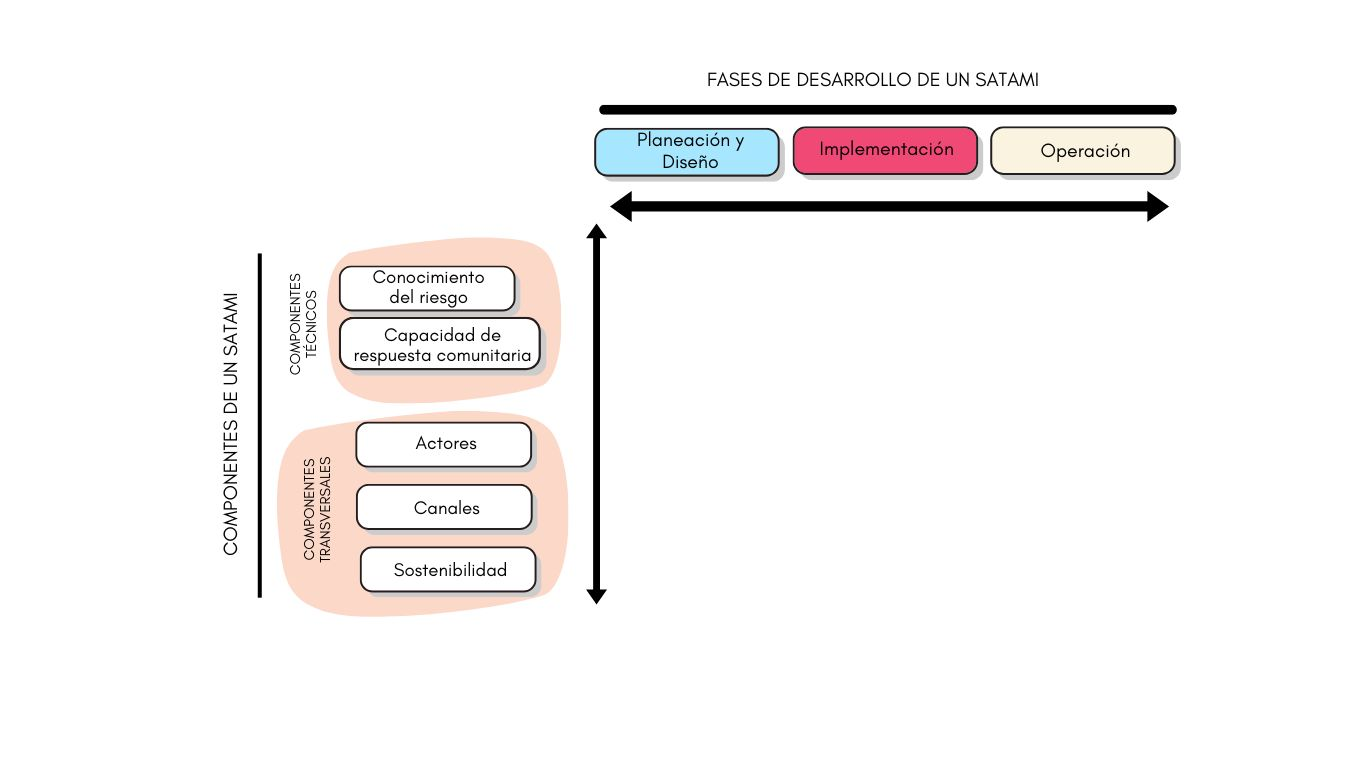 FASES DE DESARROLLO DE UN SATAMI
Planeación y
Diseño
Implementación
Operación
COMPONENTES DE UN SATAMI
COMPONENTES
TÉCNICOS
Conocimiento
del riesgo
Capacidad de
respuesta comunitaria
COMPONENTES
TRANSVERSALES
Actores
Canales
Sostenibilidad